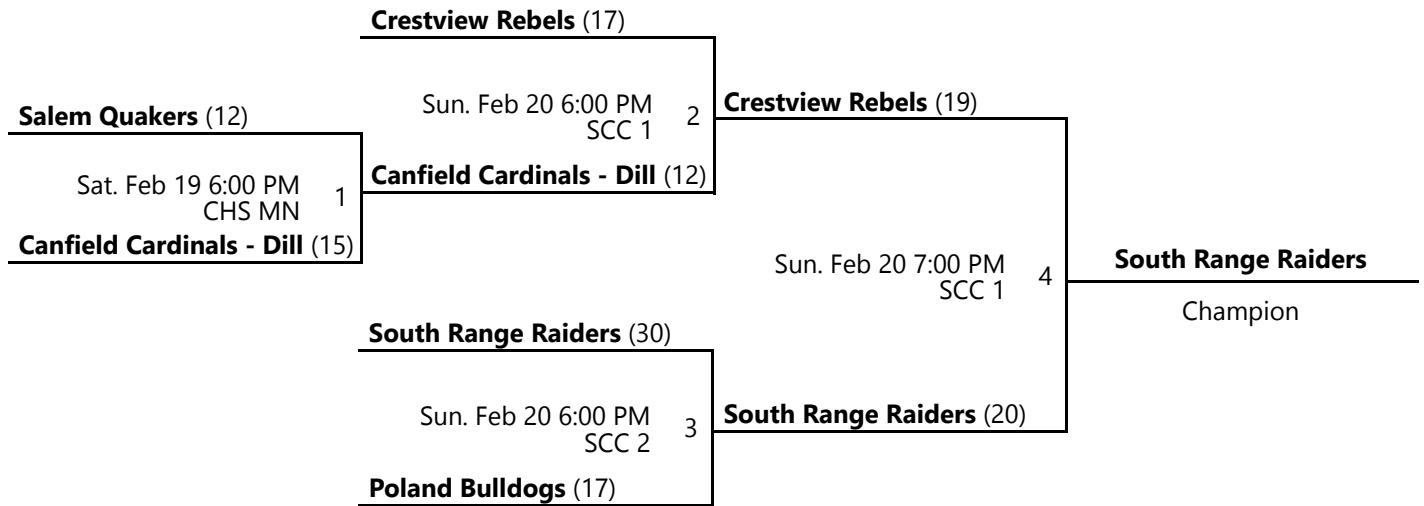 Crestview Rebels (17)
Salem Quakers (12)
Sun. Feb 20 6:00 PM
SCC 1
2
Crestview Rebels (19)
Sat. Feb 19 6:00 PM
CHS MN
1
Canfield Cardinals - Dill (12)
Canfield Cardinals - Dill (15)
Sun. Feb 20 7:00 PM
SCC 1
4
South Range Raiders
Champion
South Range Raiders (30)
Sun. Feb 20 6:00 PM
SCC 2
3
South Range Raiders (20)
Poland Bulldogs (17)